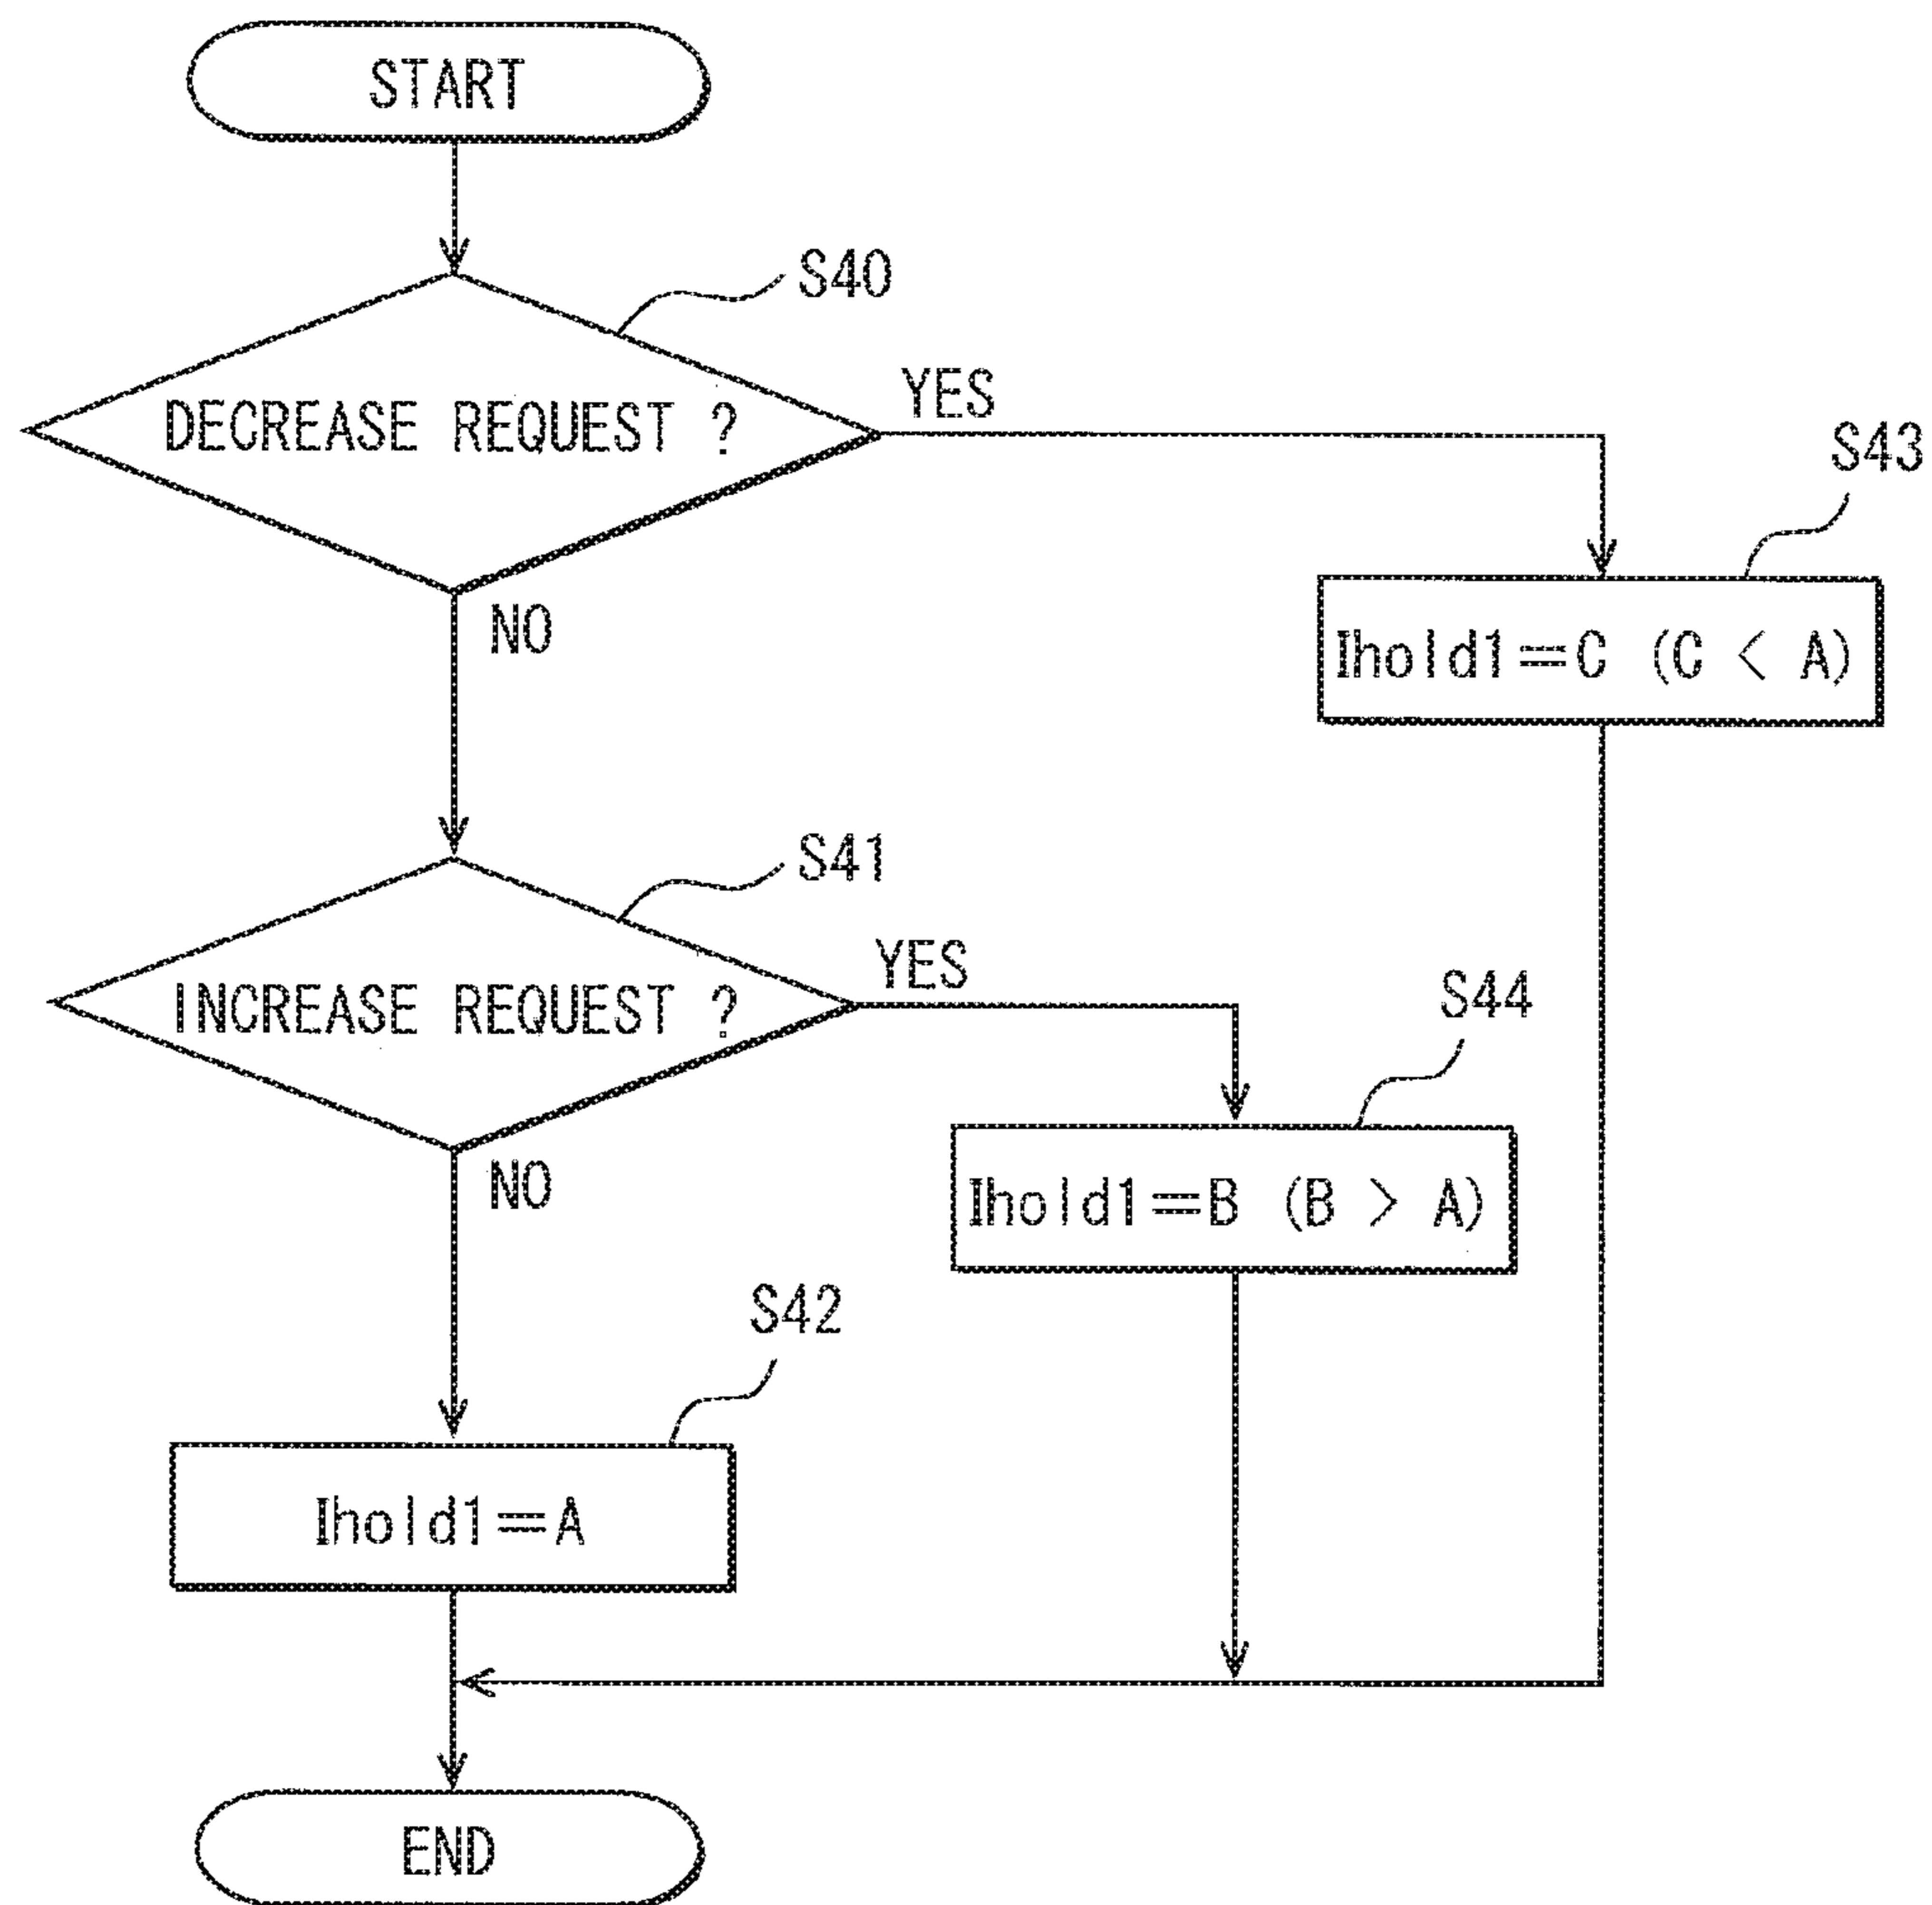 START
S40
DECREASE REQUEST ?
YES
S43
NO
Ihold1=C (C < A)
S41
INCREASE REQUEST ?
YES
S44
NO
Ihold1=B (B > A)
S42
Ihold1=A
END